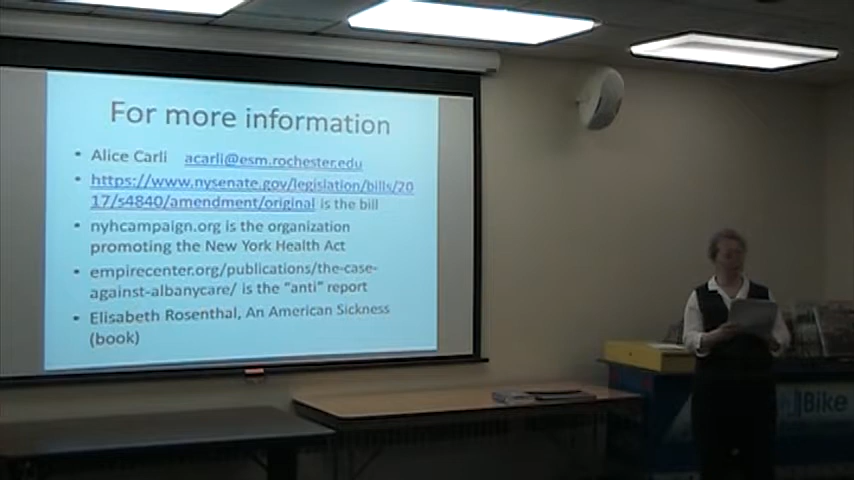 For more information
• Alice Carli acarli@esm.rochester.edu
• https://www.nysenate.gov/legislation/bills/20
17/s4840/amendment/original is the bill
• nyhcampaign.org is the organization
promoting the New York Health Act
• empirecenter.org/publications/the-case-
against-albanycare/ is the "anti" report
• Elisabeth Rosenthal, An American Sickness
(book)
Bike